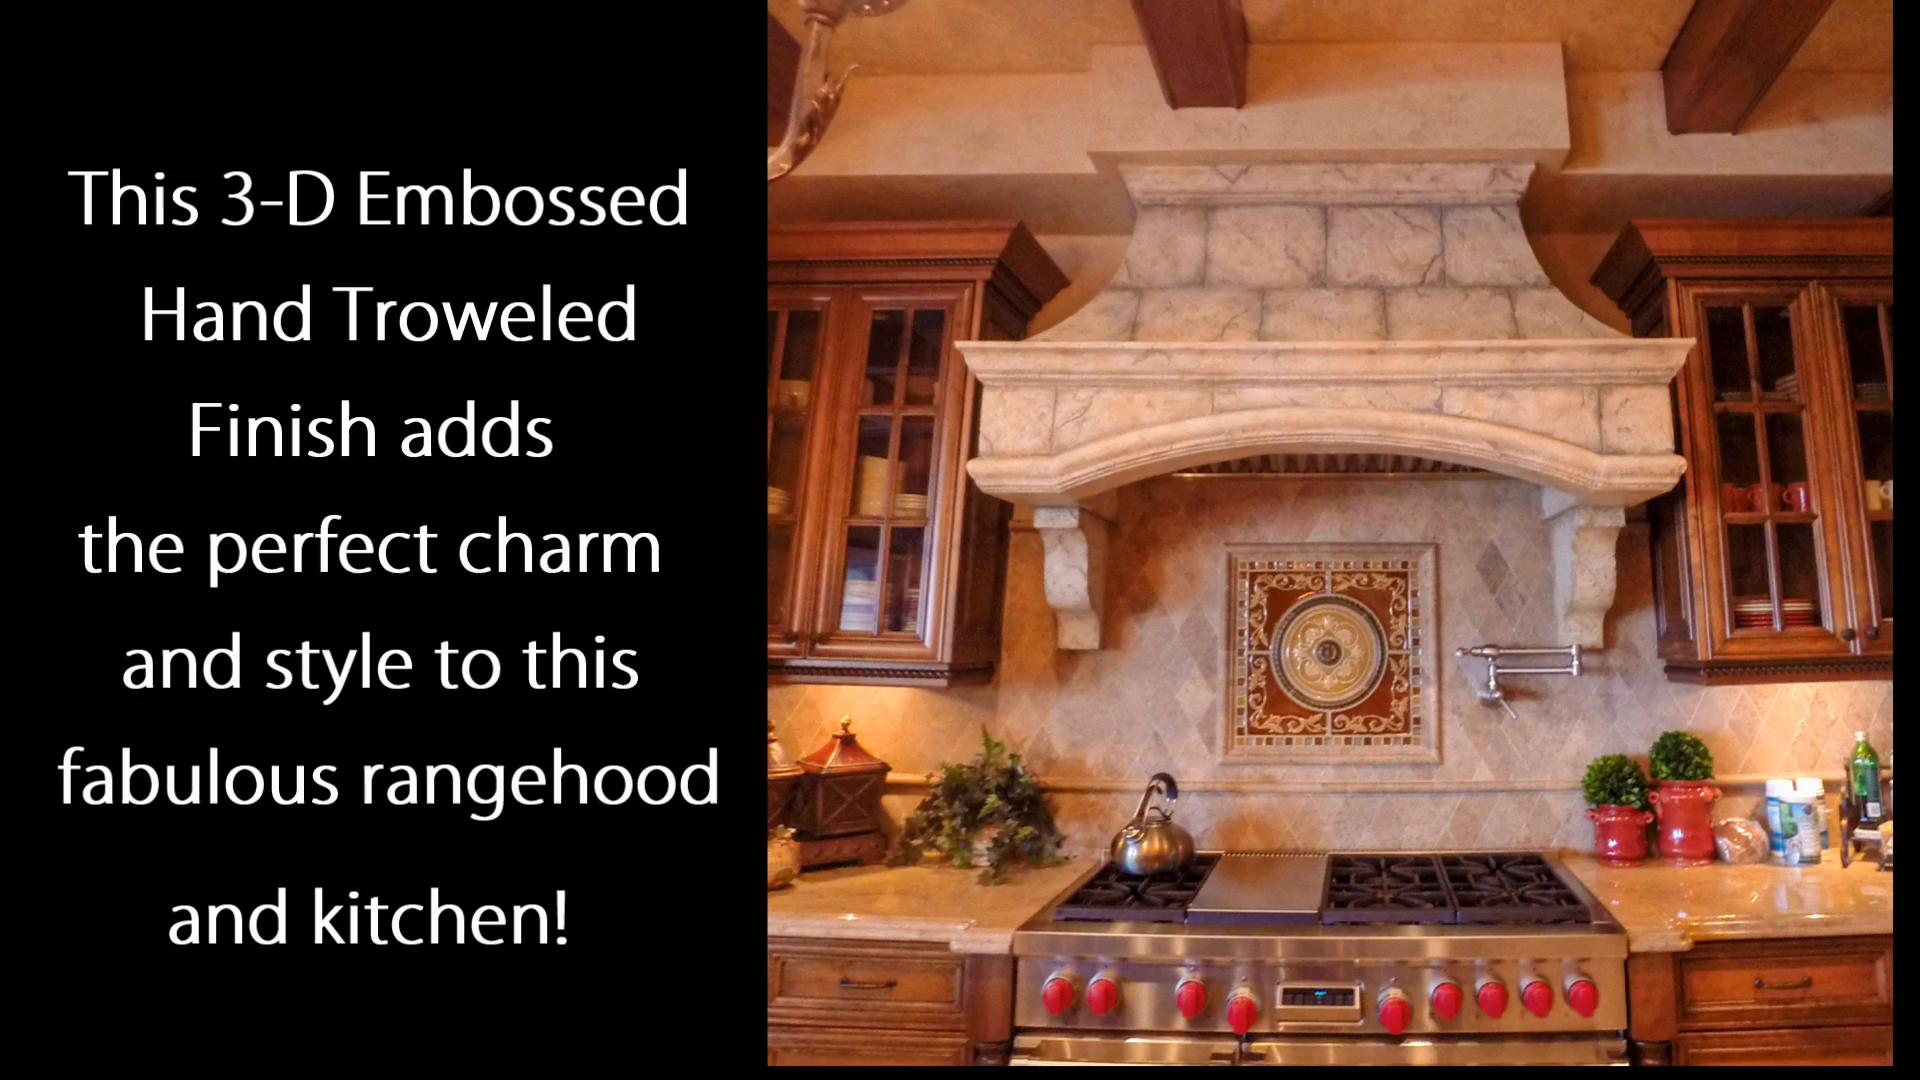 This 3-D Embossed
Hand Troweled
Finish adds
the perfect charm
and style to this
fabulous rangehood
and kitchen!